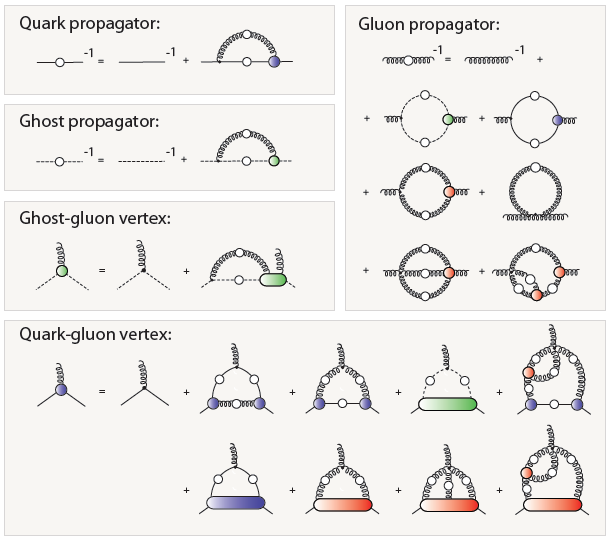 Quark propagator:
-1 = -1 +
Ghost propagator:
-1 = -1 +
Ghost-gluon vertex:
= +
Gluon propagator:
-1 = -1 +
+ +
+ +
+ +
Quark-gluon vertex:
= + + + +
+ + + +